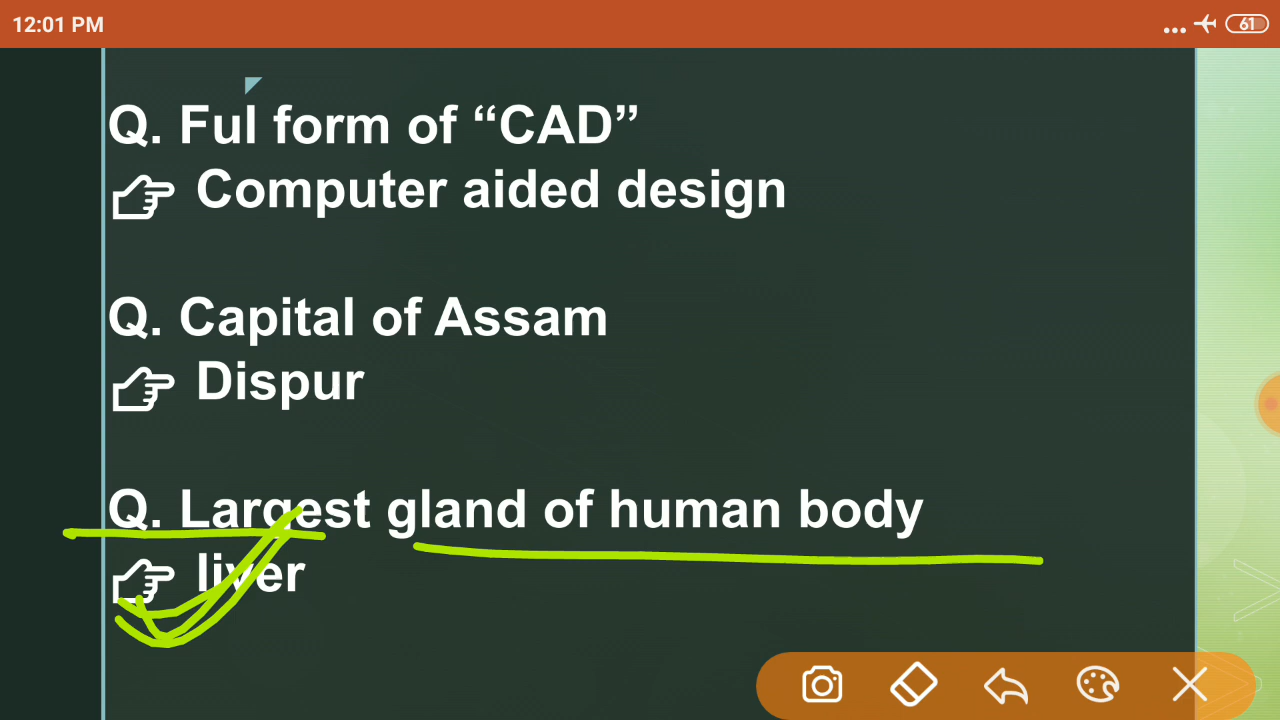 12:01 PM
61
Q. Ful form of “CAD”
Computer aided design
Q. Capital of Assam
Dispur
Q. Largest gland of human body
liver